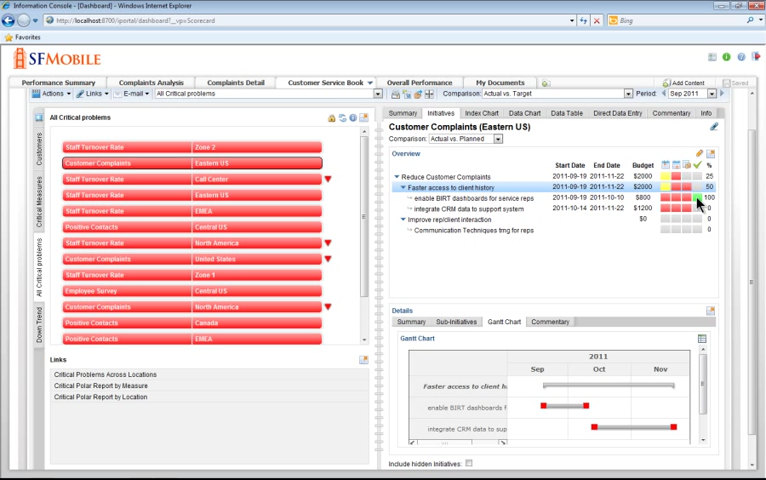 Information Console - [Dashboard] - Windows Internet Explorer
http://localhost:8700/iportal/dashboard?__vp=Scorecard
Bing
Favorites
SFMOBILE
Performance Summary
Complaints Analysis
Complaints Detail
Customer Service Book
Overall Performance
My Documents
Add Content
Saved
Actions
Links
E-mail
All Critical problems
Comparison: Actual vs. Target
Period: Sep 2011
Customers
Critical Measures
All Critical problems
Down Trend
All Critical problems
Staff Turnover Rate Zone 2
Customer Complaints Eastern US
Staff Turnover Rate Call Center
Staff Turnover Rate Eastern US
Staff Turnover Rate EMEA
Positive Contacts Central US
Staff Turnover Rate North America
Customer Complaints United States
Staff Turnover Rate Zone 1
Employee Survey Central US
Customer Complaints North America
Positive Contacts Canada
Positive Contacts EMEA
Links
Critical Problems Across Locations
Critical Polar Report by Measure
Critical Polar Report by Location
Summary Initiatives Index Chart Data Chart Data Table Direct Data Entry Commentary Info
Customer Complaints (Eastern US)
Comparison: Actual vs. Planned
Overview
Start Date End Date Budget %
Reduce Customer Complaints 2011-09-19 2011-11-22 $2000 25
Faster access to client history 2011-09-19 2011-11-22 $2000 50
enable BIRT dashboards for service reps 2011-09-19 2011-10-10 $800 100
integrate CRM data to support system 2011-10-14 2011-11-22 $1200 0
Improve rep/client interaction $0 0
Communication Techniques trng for reps 0
Details
Summary Sub-Initiatives Gantt Chart Commentary
Gantt Chart
2011
Sep Oct Nov
Faster access to client h
enable BIRT dashboards f
integrate CRM data to sup
Include hidden Initiatives: